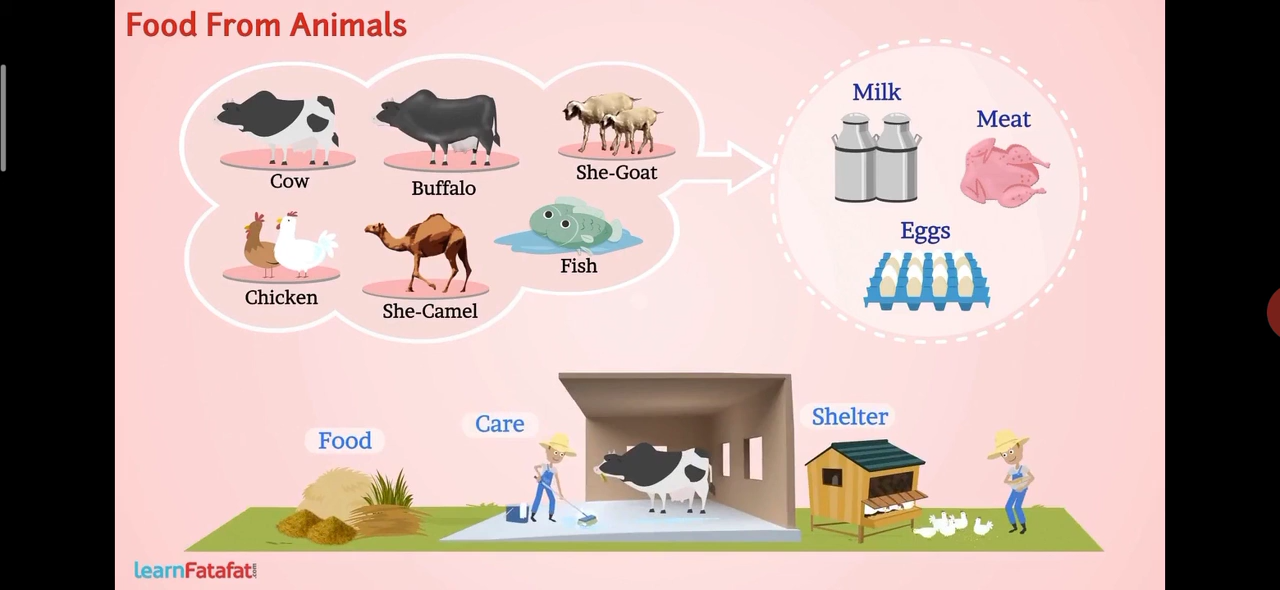 Food From Animals
Cow
Buffalo
She-Goat
Chicken
She-Camel
Fish
Milk
Meat
Eggs
Food
Care
Shelter
learnFatafat.com